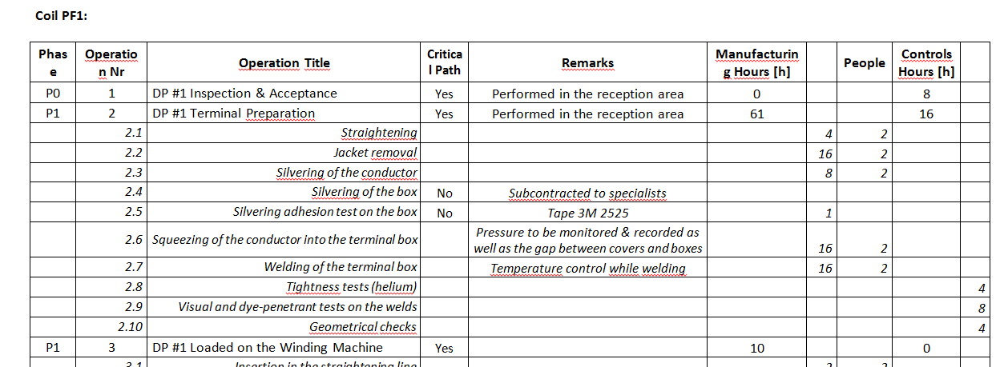 Coil PF1:
Phas e Operatio n Nr Operation Title Critica l Path Remarks Manufacturin g Hours [h] People Controls Hours [h]
P0 1 DP #1 Inspection & Acceptance Yes Performed in the reception area 0 8
P1 2 DP #1 Terminal Preparation Yes Performed in the reception area 61 16
2.1 Straightening 4 2
2.2 Jacket removal 16 2
2.3 Silvering of the conductor 8 2
2.4 Silvering of the box No Subcontracted to specialists
2.5 Silvering adhesion test on the box No Tape 3M 2525 1
2.6 Squeezing of the conductor into the terminal box Pressure to be monitored & recorded as
well as the gap between covers and boxes 16 2
2.7 Welding of the terminal box Temperature control while welding 16 2
2.8 Tightness tests (helium) 4
2.9 Visual and dye-penetrant tests on the welds 8
2.10 Geometrical checks 4
P1 3 DP #1 Loaded on the Winding Machine Yes 10 0
3.1 Insertion in the straightening line 2 2